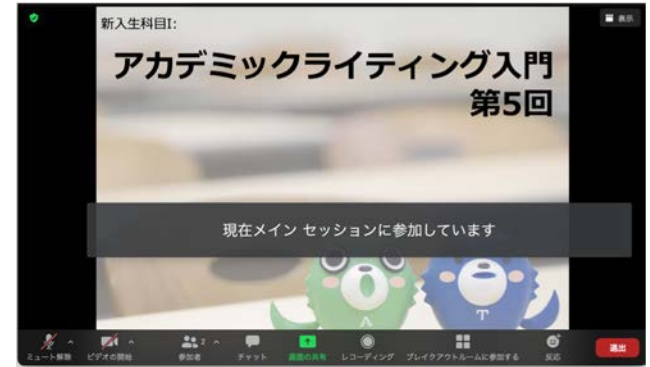 新入生科目I:
表示
アカデミックライティング入門
第5回
現在メイン セッションに参加しています
A
T
2
ミュート解除
ビデオの開始
参加者
チャット
画面の共有
レコーディング
ブレイクアウトルームに参加する
反応
退出